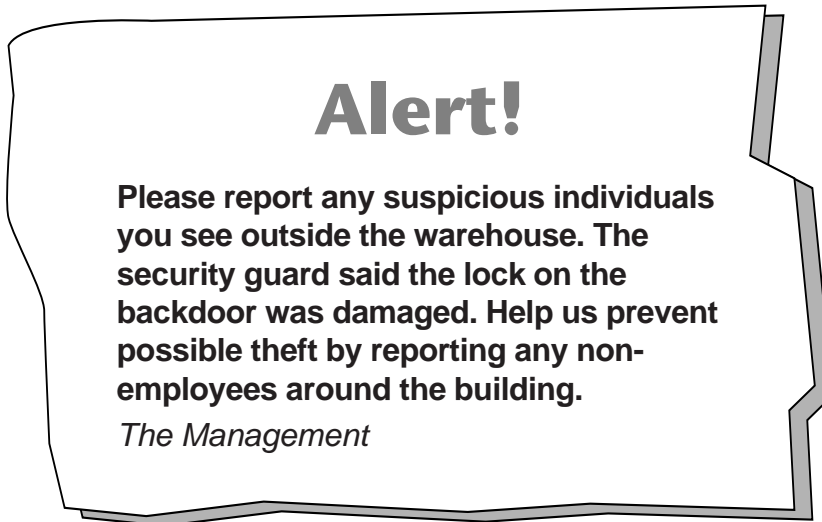 Alert!
Please report any suspicious individuals
you see outside the warehouse. The
security guard said the lock on the
backdoor was damaged. Help us prevent
possible theft by reporting any non-
employees around the building.
The Management